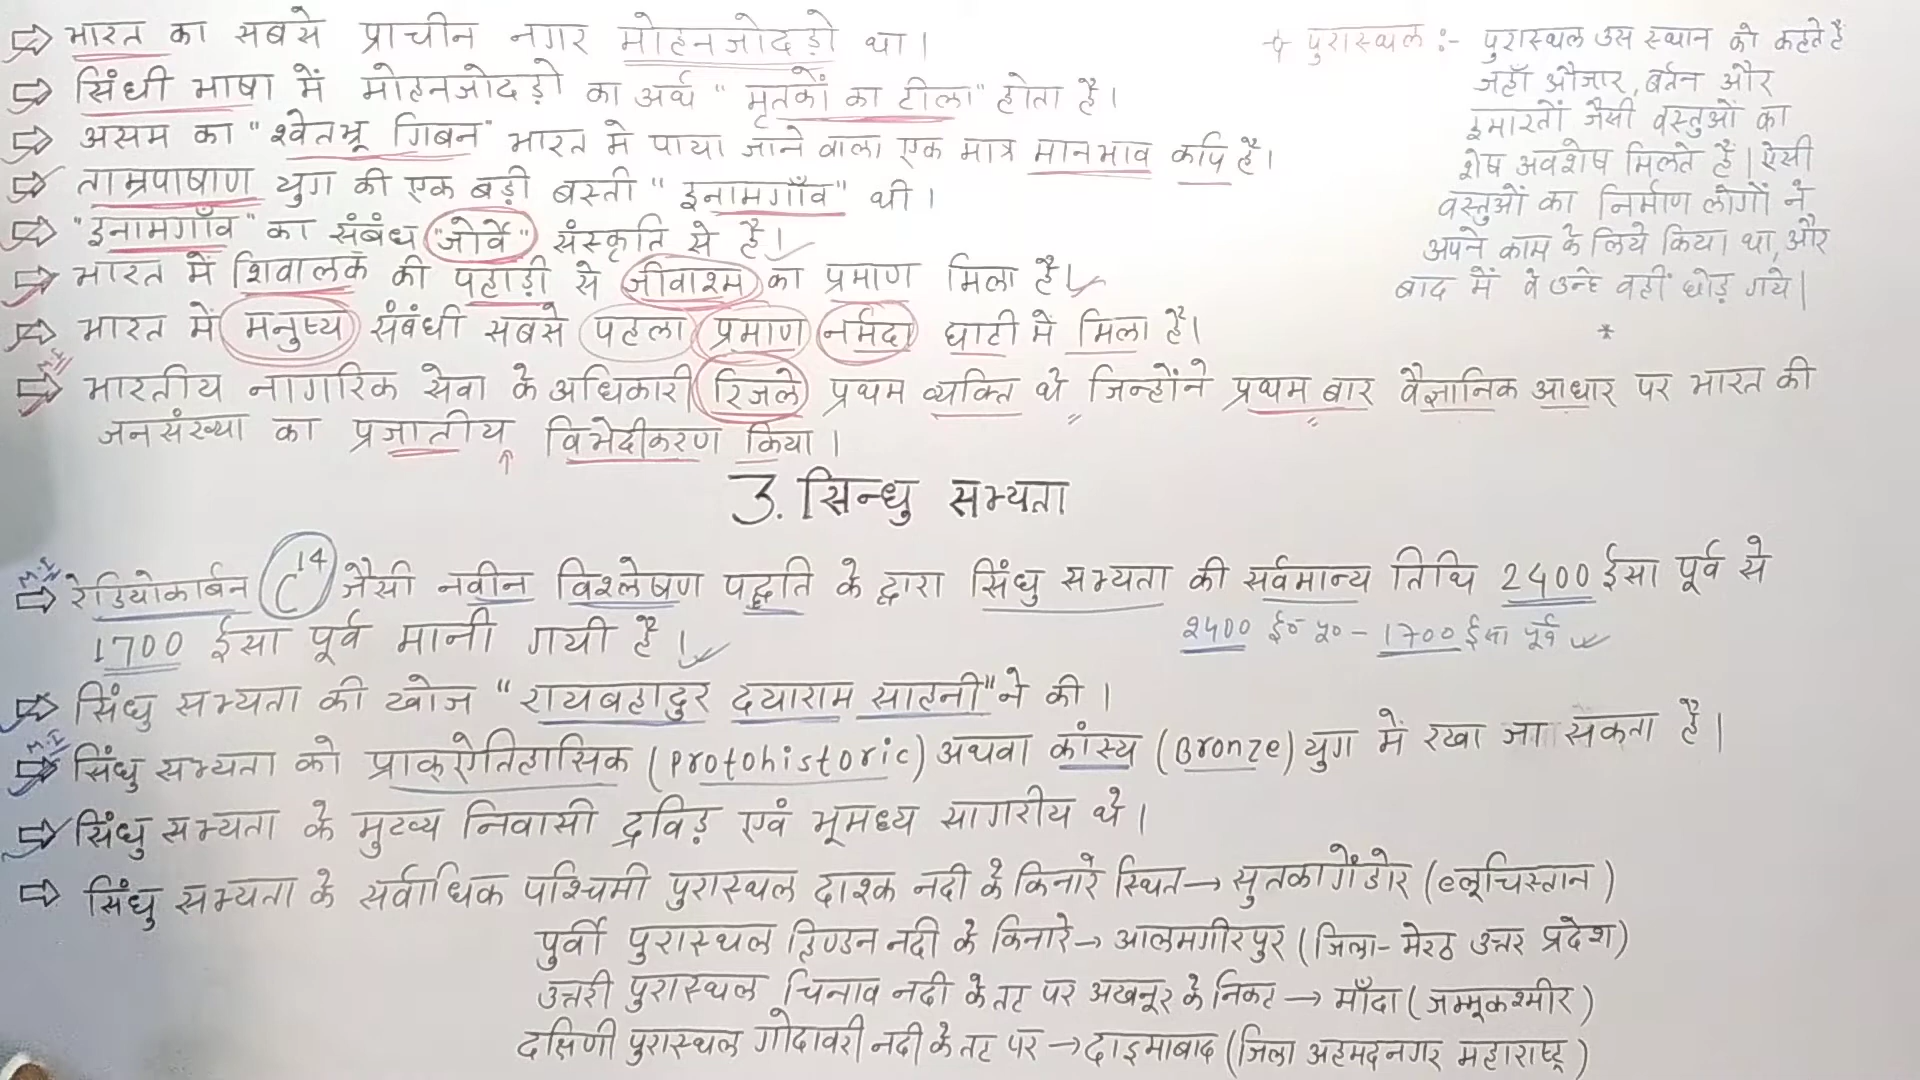 भारत का सबसे प्राचीन नगर मोहनजोदड़ो था।
सिंधी भाषा में मोहनजोदड़ो का अर्थ "मृतकों का टीला" होता है।
असम का "श्वेतभ्रू गिबन" भारत मे पाया जाने वाला एक मात्र मानभाव कपि है।
ताम्रपाषाण युग की एक बड़ी बस्ती "इनामगाँव" थी।
"इनामगाँव" का संबंध "जोर्वे" संस्कृति से है।
भारत में शिवालक की पहाड़ी से जीवाश्म का प्रमाण मिला है।
भारत में मनुष्य संबंधी सबसे पहला प्रमाण नर्मदा घाटी में मिला है।
M.I
भारतीय नागरिक सेवा के अधिकारी रिजले प्रथम व्यक्ति थे जिन्होंने प्रथम बार वैज्ञानिक आधार पर भारत की
जनसंख्या का प्रजातीय विभेदीकरण किया।
पुरास्थल :- पुरास्थल उस स्थान को कहते हैं
जहाँ औजार, बर्तन और
इमारतों जैसी वस्तुओं का
शेष अवशेष मिलते हैं। ऐसी
वस्तुओं का निर्माण लोगों ने
अपने काम के लिये किया था, और
बाद में वे उन्हे वहीं छोड़ गये।
*
3. सिन्धु सभ्यता
M.I
रेडियोकार्बन C14 जैसी नवीन विश्लेषण पद्धति के द्वारा सिंधु सभ्यता की सर्वमान्य तिथि 2400 ईसा पूर्व से
1700 ईसा पूर्व मानी गयी है।
2400 ई० पू० - 1700 ईसा पूर्व
सिंधु सभ्यता की खोज "रायबहादुर दयाराम साहनी" ने की।
M.I
सिंधु सभ्यता को प्राक्ऐतिहासिक (Protohistoric) अथवा कांस्य (Bronze) युग में रखा जा सकता है।
सिंधु सभ्यता के मुख्य निवासी द्रविड़ एवं भूमध्य सागरीय थे।
सिंधु सभ्यता के सर्वाधिक पश्चिमी पुरास्थल दाश्क नदी के किनारे स्थित → सुतकागेंडोर (बलूचिस्तान)
पुर्वी पुरास्थल हिण्डन नदी के किनारे → आलमगीरपुर (जिला- मेरठ उत्तर प्रदेश)
उत्तरी पुरास्थल चिनाव नदी के तट पर अखनूर के निकट → माँदा (जम्मूकश्मीर)
दक्षिणी पुरास्थल गोदावरी नदी के तट पर → दाइमाबाद (जिला अहमदनगर महाराष्ट्र)